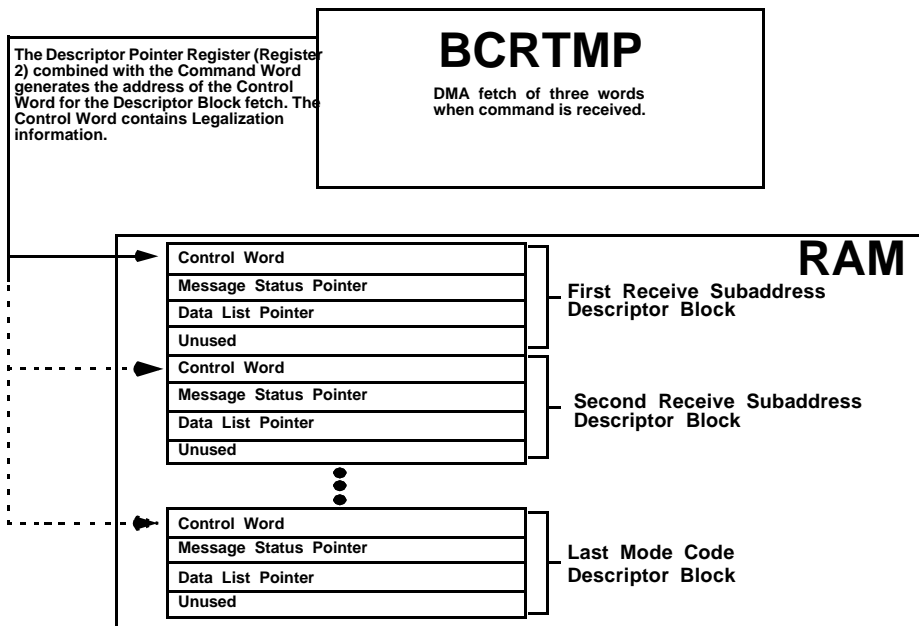 The Descriptor Pointer Register (Register
2) combined with the Command Word
generates the address of the Control
Word for the Descriptor Block fetch. The
Control Word contains Legalization
information.
BCRTMP
DMA fetch of three words
when command is received.
RAM
Control Word
Message Status Pointer
Data List Pointer
Unused
First Receive Subaddress
Descriptor Block
Control Word
Message Status Pointer
Data List Pointer
Unused
Second Receive Subaddress
Descriptor Block
Control Word
Message Status Pointer
Data List Pointer
Unused
Last Mode Code
Descriptor Block